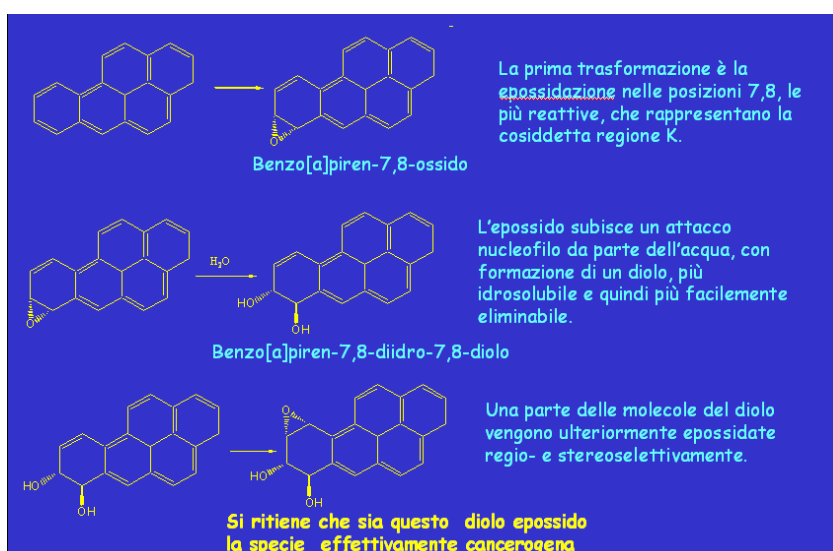 La prima trasformazione è la
epossidazione nelle posizioni 7,8, le
più reattive, che rappresentano la
cosiddetta regione K.
O
Benzo[a]piren-7,8-ossido
L'epossido subisce un attacco
nucleofilo da parte dell'acqua, con
formazione di un diolo, più
idrosolubile e quindi più facilemente
eliminabile.
H₂O
HO
O
OH
Benzo[a]piren-7,8-diidro-7,8-diolo
Una parte delle molecole del diolo
vengono ulteriormente epossidate
regio- e stereoselettivamente.
O
HO
HO
OH
OH
Si ritiene che sia questo diolo epossido
la specie effettivamente cancerogena